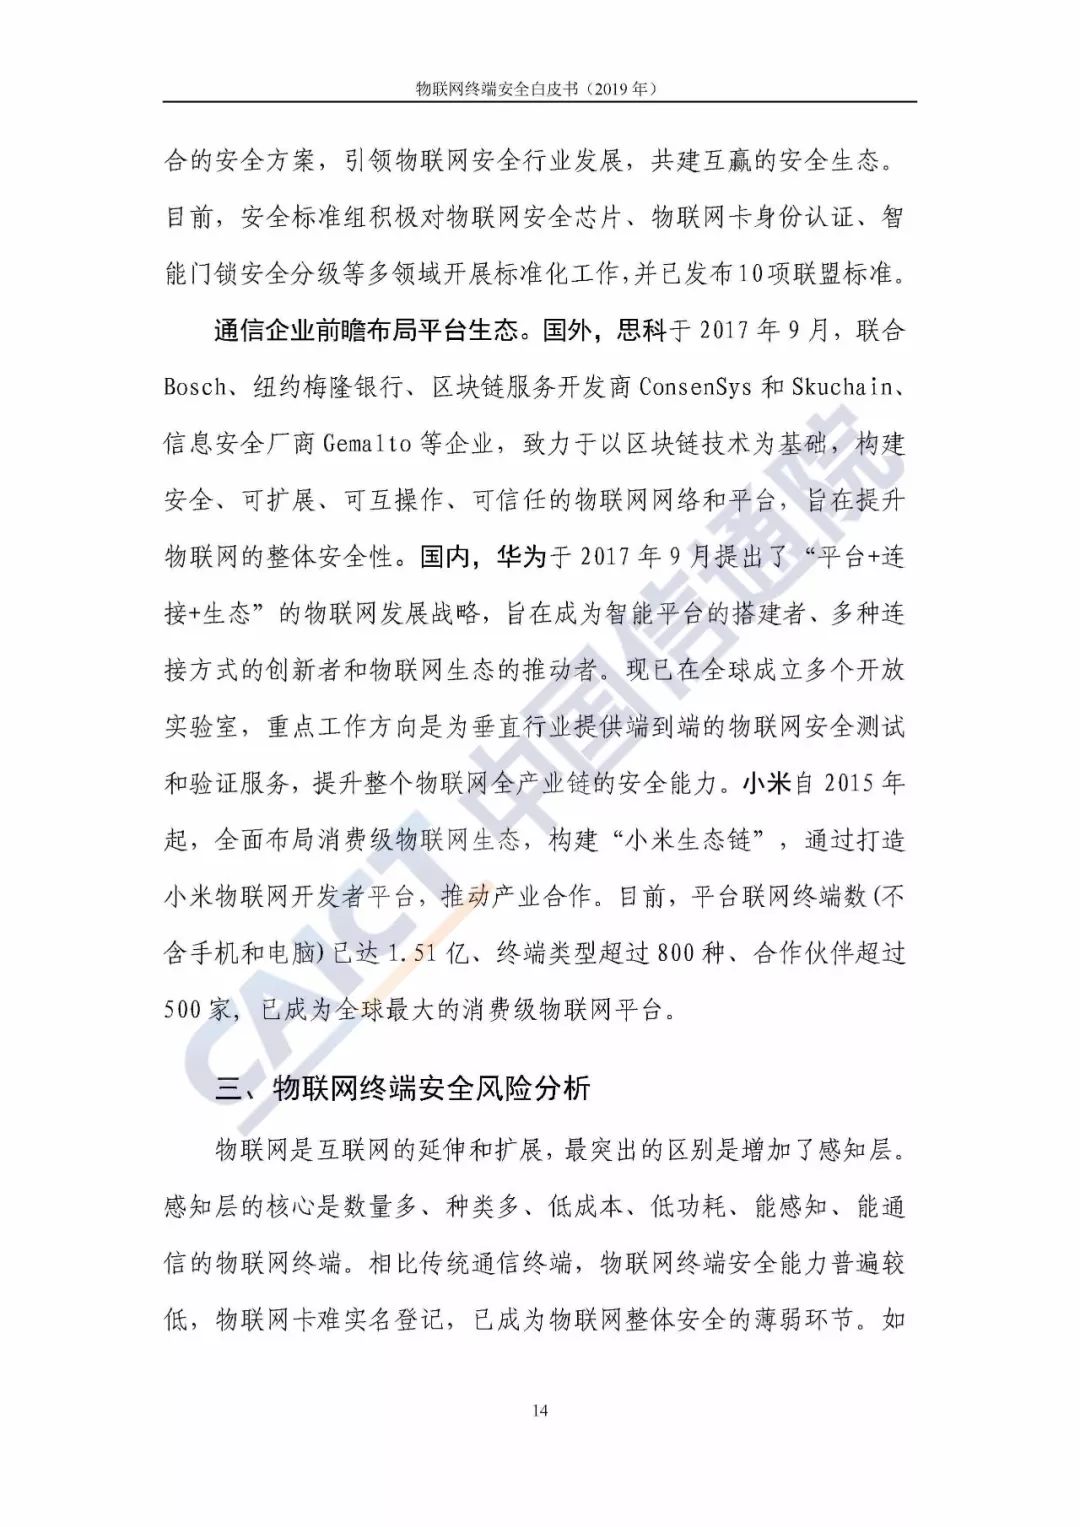 物联网终端安全白皮书（2019 年）
合的安全方案，引领物联网安全行业发展，共建互赢的安全生态。
目前，安全标准组积极对物联网安全芯片、物联网卡身份认证、智
能门锁安全分级等多领域开展标准化工作，并已发布10项联盟标准。
通信企业前瞻布局平台生态。国外，思科于 2017 年 9 月，联合
Bosch、纽约梅隆银行、区块链服务开发商 ConsenSys 和 Skuchain、
信息安全厂商 Gemalto 等企业，致力于以区块链技术为基础，构建
安全、可扩展、可互操作、可信任的物联网网络和平台，旨在提升
物联网的整体安全性。国内，华为于 2017 年 9 月提出了“平台+连
接+生态”的物联网发展战略，旨在成为智能平台的搭建者、多种连
接方式的创新者和物联网生态的推动者。现已在全球成立多个开放
实验室，重点工作方向是为垂直行业提供端到端的物联网安全测试
和验证服务，提升整个物联网全产业链的安全能力。小米自 2015 年
起，全面布局消费级物联网生态，构建“小米生态链”，通过打造
小米物联网开发者平台，推动产业合作。目前，平台联网终端数(不
含手机和电脑)已达 1.51 亿、终端类型超过 800 种、合作伙伴超过
500 家，已成为全球最大的消费级物联网平台。
三、物联网终端安全风险分析
物联网是互联网的延伸和扩展，最突出的区别是增加了感知层。
感知层的核心是数量多、种类多、低成本、低功耗、能感知、能通
信的物联网终端。相比传统通信终端，物联网终端安全能力普遍较
低，物联网卡难实名登记，已成为物联网整体安全的薄弱环节。如
14
CAICT 中国信通院